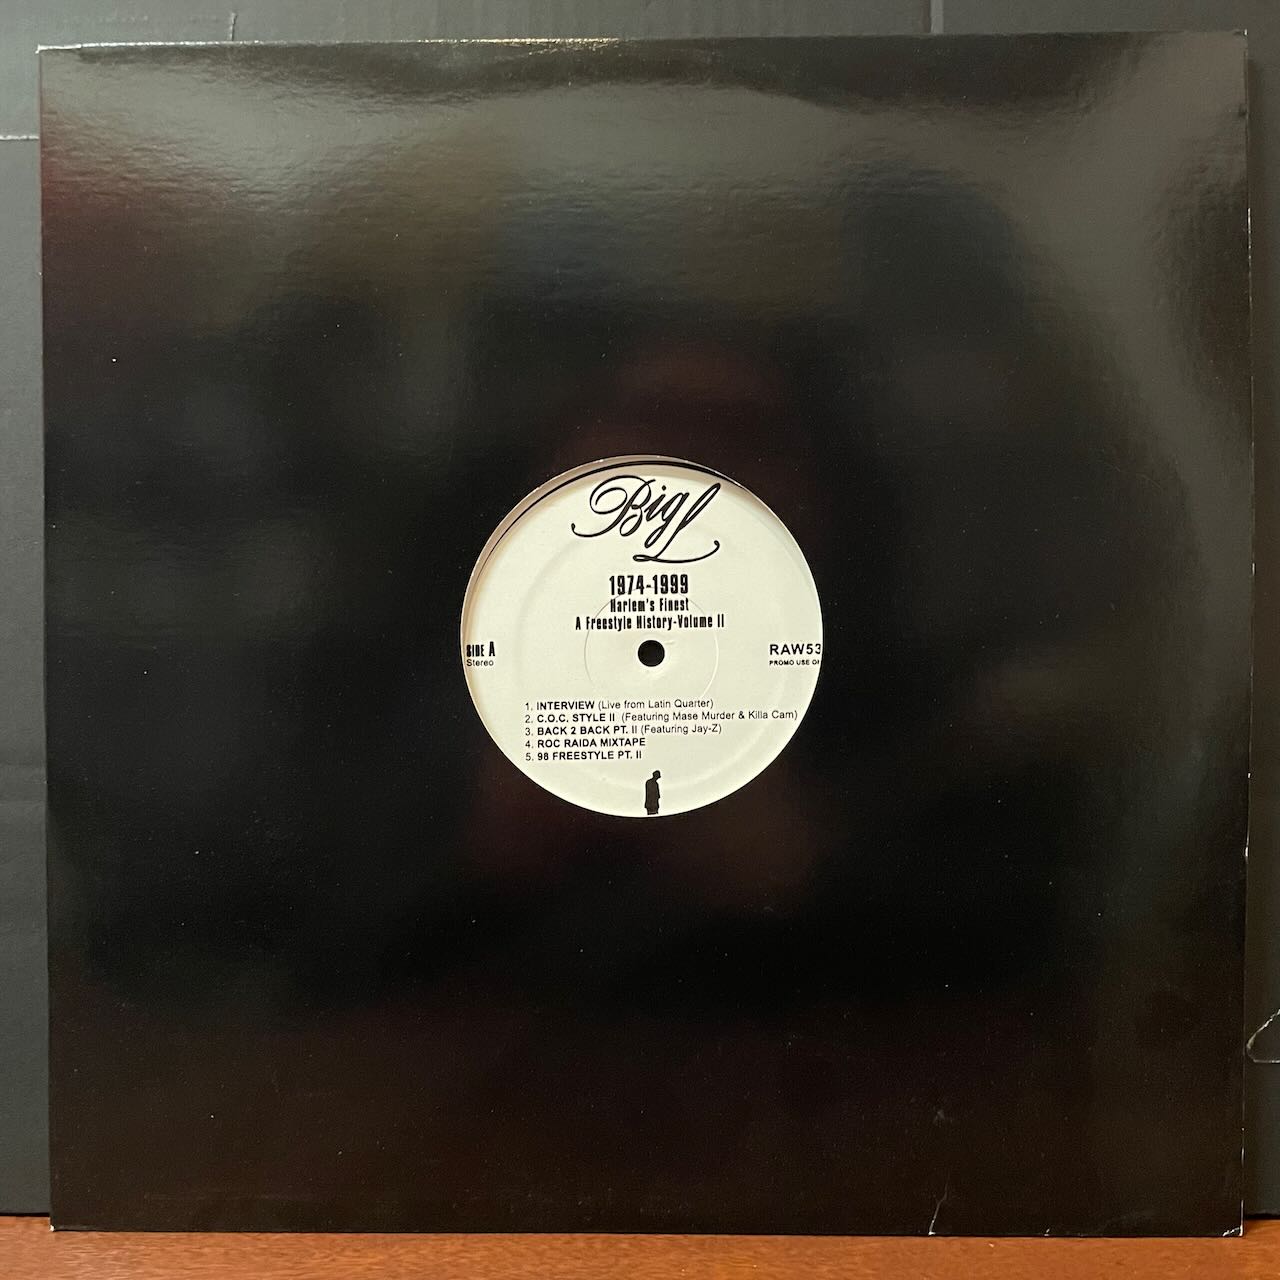 Big L
1974-1999
Harlem's Finest
A Freestyle History-Volume II
SIDE A
Stereo
RAW53
PROMO USE
1. INTERVIEW (Live from Latin Quarter)
2. C.O.C. STYLE II (Featuring Mase Murder & Killa Cam)
3. BACK 2 BACK PT. II (Featuring Jay-Z)
4. ROC RAIDA MIXTAPE
5. 98 FREESTYLE PT. II